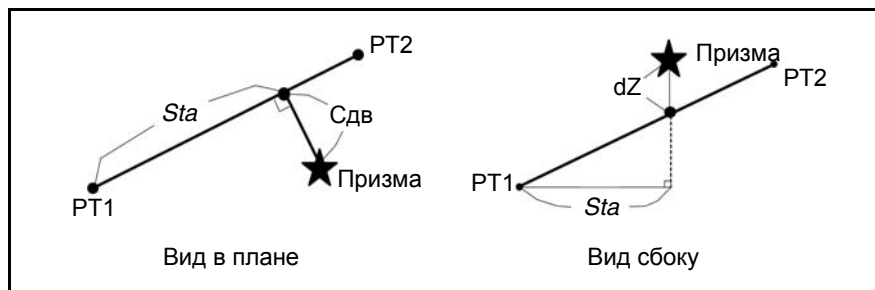 PT2
Sta
Сдв
Призма
PT1
Вид в плане
Призма
PT2
dZ
PT1
Sta
Вид сбоку